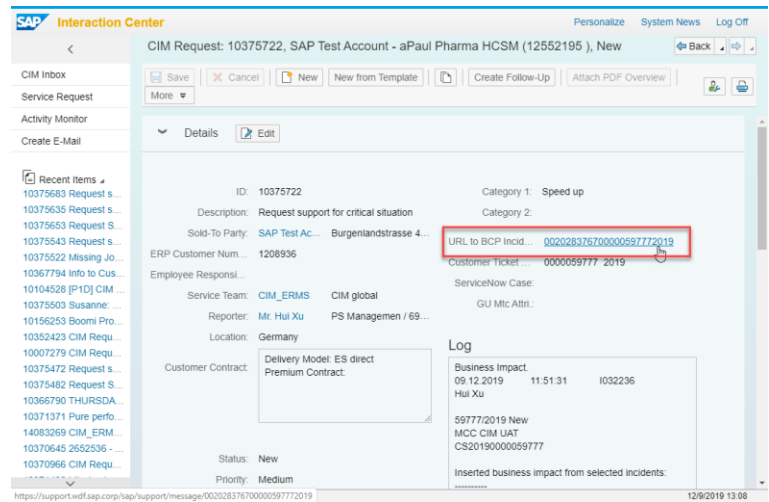 SAP Interaction Center
Personalize System News Log Off
CIM Request: 10375722, SAP Test Account - aPaul Pharma HCSM (12552195 ), New
Back
CIM Inbox
Service Request
Activity Monitor
Create E-Mail
Save Cancel New New from Template Create Follow-Up Attach PDF Overview
More
Details Edit
Recent Items
10375683 Request s...
10375635 Request s...
10375653 Request S...
10375543 Request s...
10375522 Missing Jo...
10367794 Info to Cus...
10104528 [P1D] CIM ...
10375503 Susanne: ...
10156253 Boomi Pro...
10352423 CIM Requ...
10007279 CIM Requ...
10375472 Request s...
10375482 Request S...
10366790 THURSDA...
10371371 Pure perfo...
14083269 CIM_ERM...
10370645 2652536 - ...
10370966 CIM Requ...
ID: 10375722
Description: Request support for critical situation
Sold-To Party: SAP Test Ac... Burgenlandstrasse 4...
ERP Customer Num... 1208936
Employee Responsi...
Service Team: CIM_ERMS CIM global
Reporter: Mr. Hui Xu PS Managemen / 69...
Location: Germany
Customer Contract: Delivery Model: ES direct
Premium Contract:
Status: New
Priority: Medium
Category 1: Speed up
Category 2:
URL to BCP Incid... 002028376700000597772019
Customer Ticket ... 0000059777 2019
ServiceNow Case:
GU Mtc Attri.:
Log
Business Impact.
09.12.2019 11:51:31 I032236
Hui Xu
59777/2019 New
MCC CIM UAT
CS20190000059777
Inserted business impact from selected incidents:
----------
https://support.wdf.sap.corp/sap/support/message/002028376700000597772019
12/9/2019 13:08